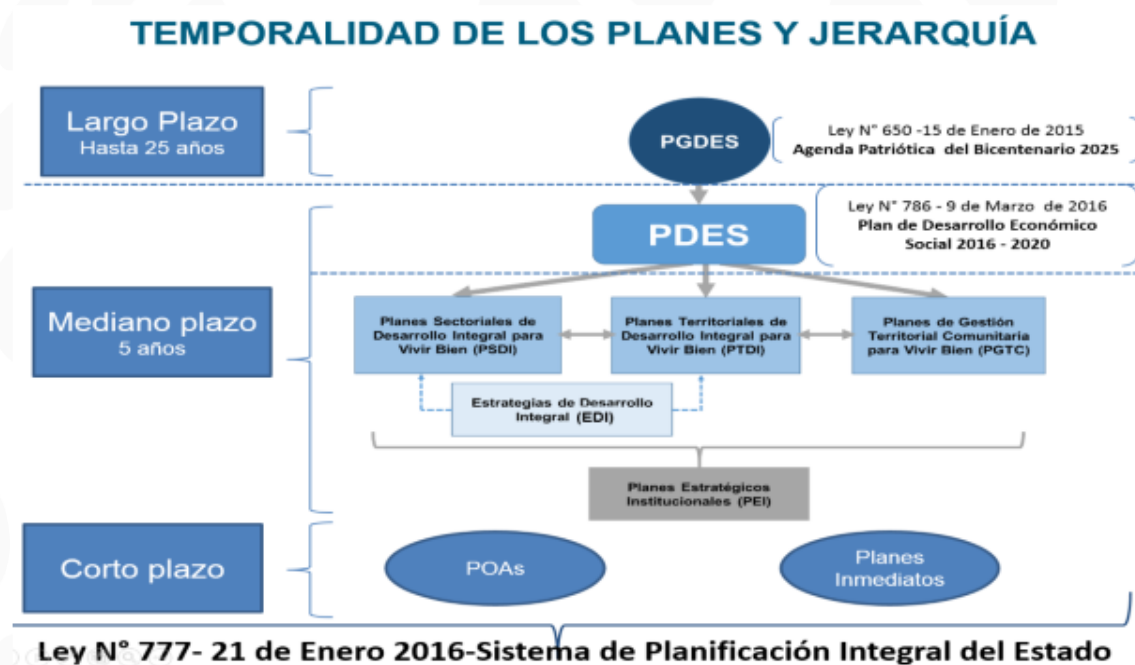 TEMPORALIDAD DE LOS PLANES Y JERARQUÍA
Largo Plazo
Hasta 25 años
PGDES
Ley N° 650 -15 de Enero de 2015
Agenda Patriótica del Bicentenario 2025
PDES
Ley N° 786 - 9 de Marzo de 2016
Plan de Desarrollo Económico
Social 2016 - 2020
Mediano plazo
5 años
Planes Sectoriales de
Desarrollo Integral para
Vivir Bien (PSDI)
Planes Territoriales de
Desarrollo Integral para
Vivir Bien (PTDI)
Planes de Gestión
Territorial Comunitaria
para Vivir Bien (PGTC)
Estrategias de Desarrollo
Integral (EDI)
Planes Estratégicos
Institucionales (PEI)
Corto plazo
POAs
Planes
Inmediatos
Ley N° 777- 21 de Enero 2016-Sistema de Planificación Integral del Estado